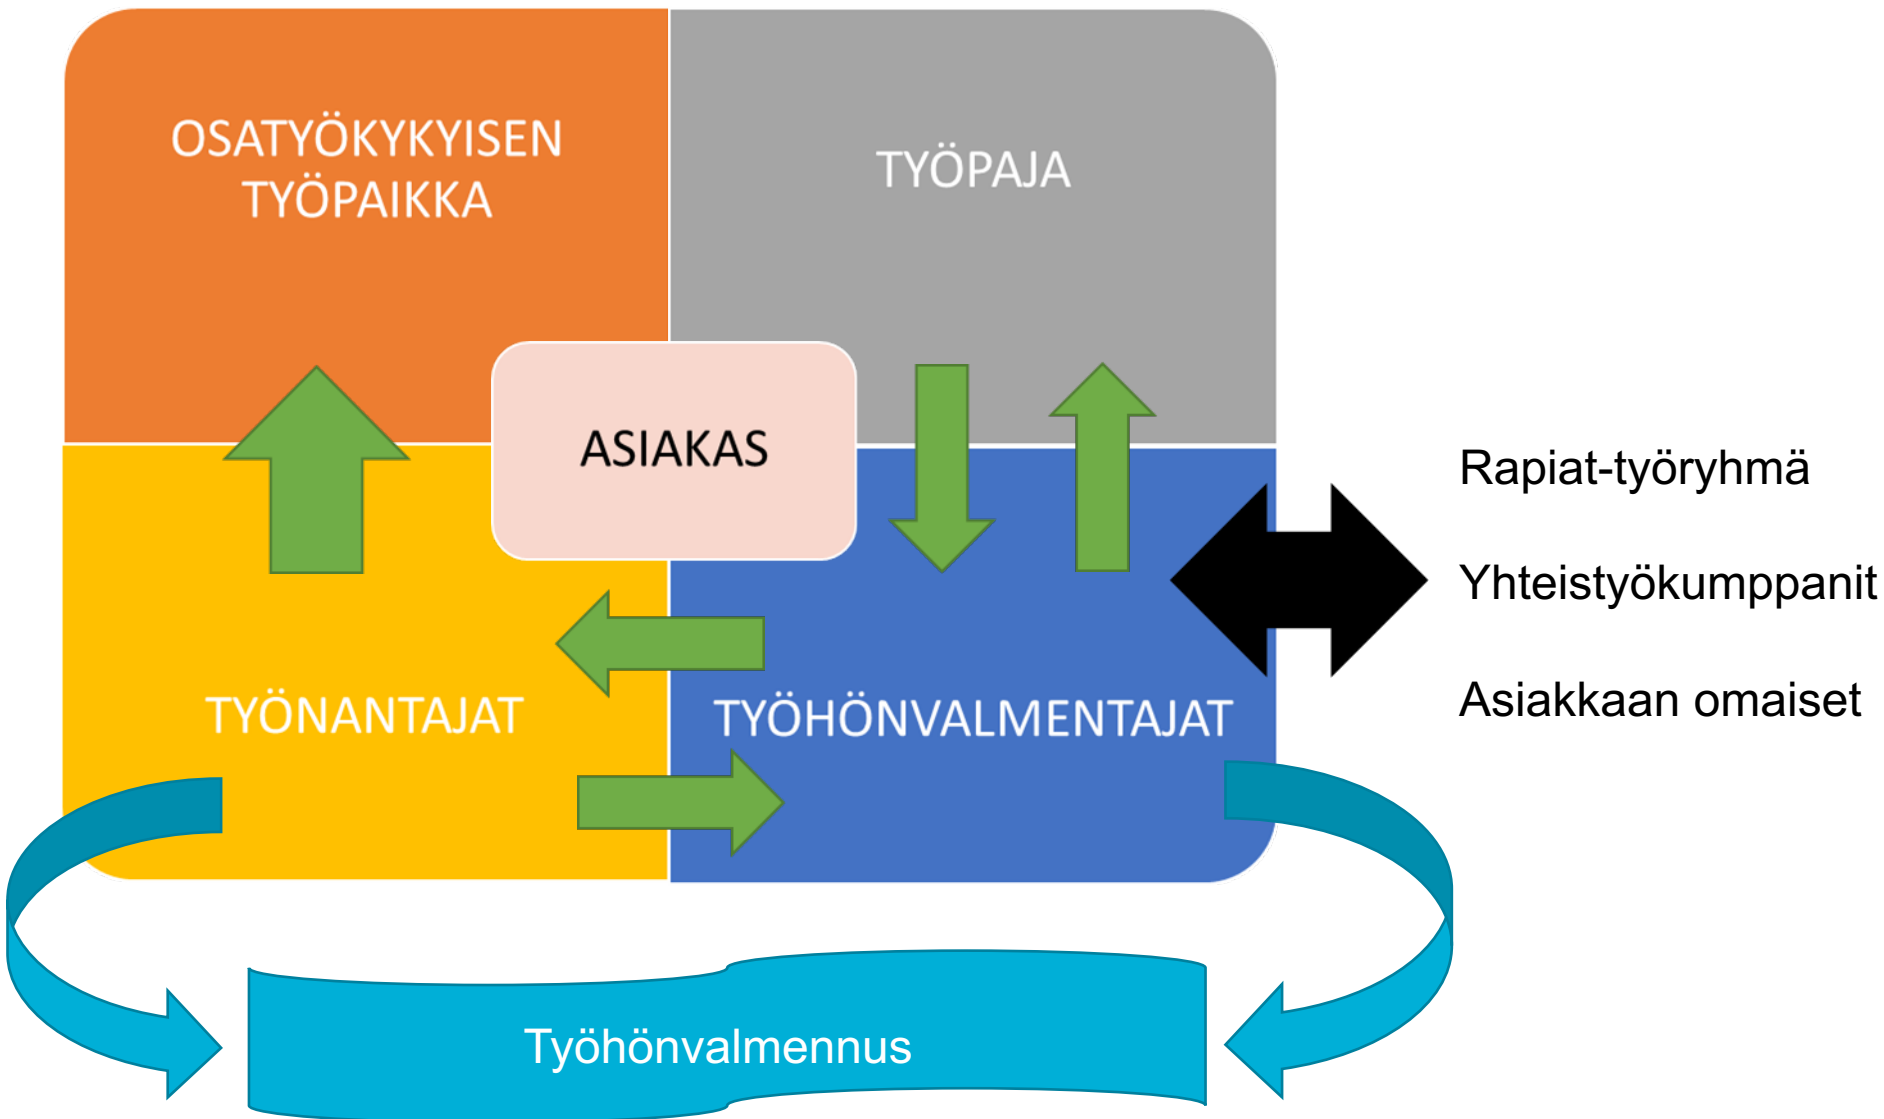 OSATYÖKYKYISEN
TYÖPAIKKA
TYÖPAJA
ASIAKAS
TYÖNANTAJAT
TYÖHÖNVALMENTAJAT
Rapiat-työryhmä
Yhteistyökumppanit
Asiakkaan omaiset
Työhönvalmennus